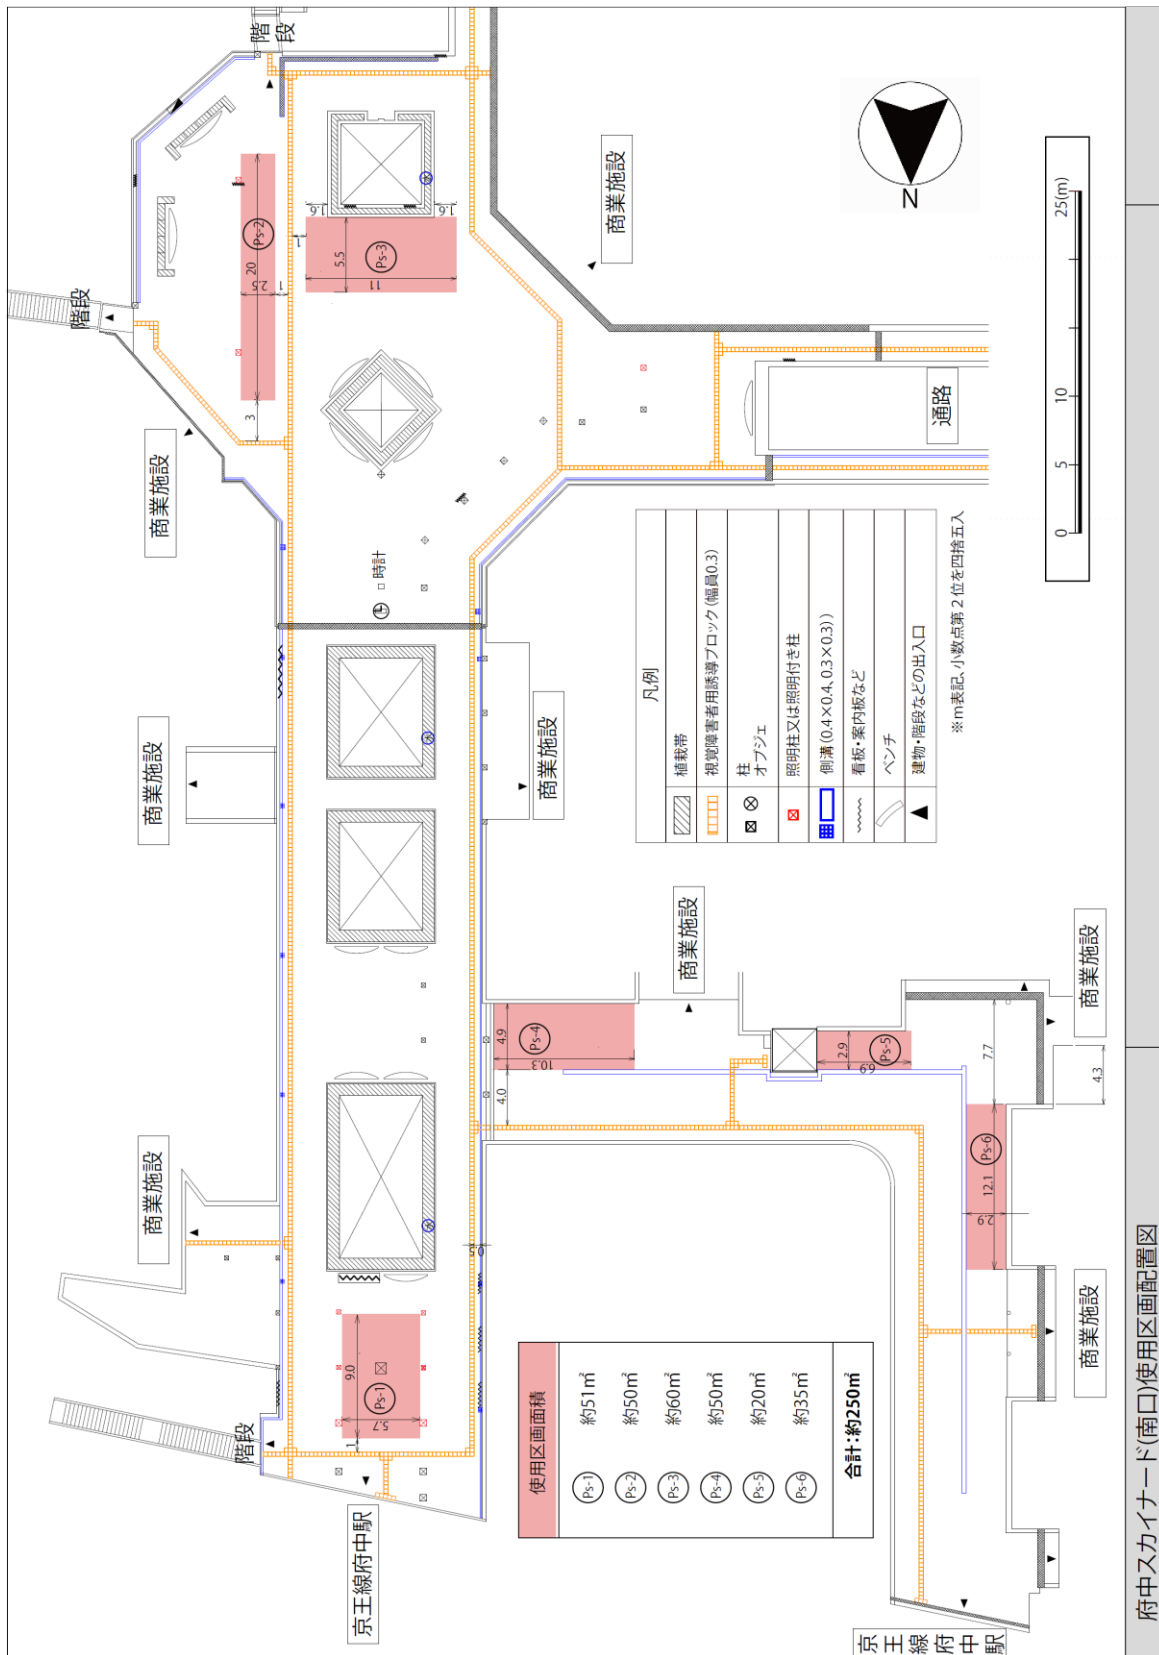 府中スカイナード(南口)使用区画配置図
京王線府中駅
階段
商業施設
商業施設
商業施設
階段
階段
商業施設
商業施設
商業施設
商業施設
商業施設
京王線府中駅
通路
時計
Ps-1
9.0
5.7
1
Ps-2
20
2.5
1
3
Ps-3
11
5.5
1.6
1.6
1
Ps-4
4.9
10.3
4.0
Ps-5
2.9
6.9
Ps-6
12.1
2.9
7.7
4.3
0.5
N
0 5 10 25(m)
使用区画面積
Ps-1 約51㎡
Ps-2 約50㎡
Ps-3 約60㎡
Ps-4 約50㎡
Ps-5 約20㎡
Ps-6 約35㎡
合計:約250㎡
凡例
植栽帯
視覚障害者用誘導ブロック(幅員0.3)
柱
オブジェ
照明柱又は照明付き柱
側溝(0.4×0.4、0.3×0.3))
看板・案内板など
ベンチ
建物・階段などの出入口
※m表記、小数点第2位を四捨五入